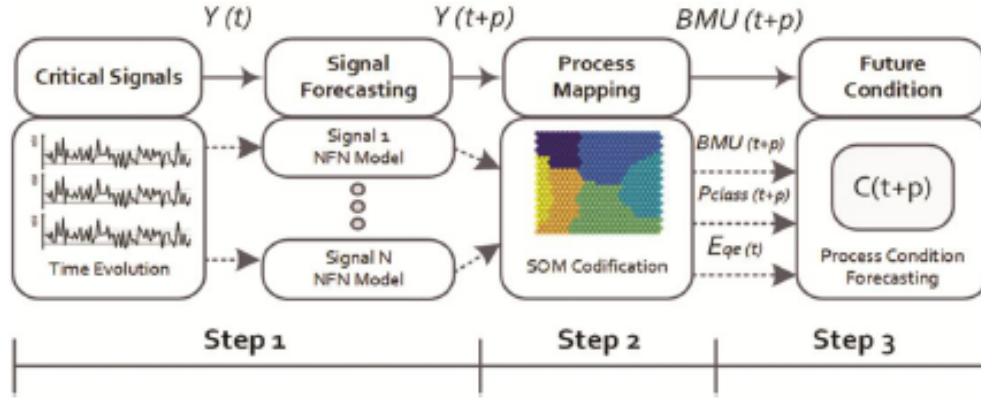 Y (t)
Y (t+p)
BMU (t+p)
Critical Signals
Signal
Forecasting
Process
Mapping
Future
Condition
Time Evolution
Signal 1
NFN Model
Signal N
NFN Model
SOM Codification
BMU (t+p)
Pclass (t+p)
Eqe (t)
C(t+p)
Process Condition
Forecasting
Step 1
Step 2
Step 3